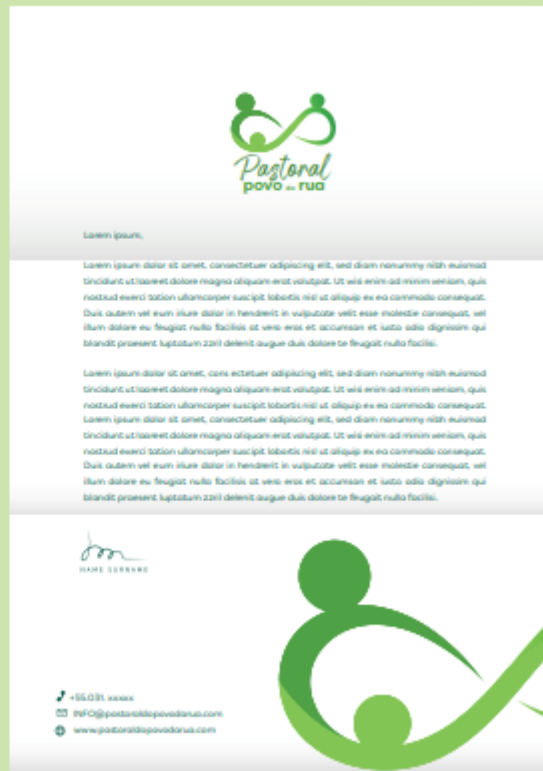 Pastoral
povo da rua
Lorem ipsum,
Lorem ipsum dolor sit amet, consectetuer adipiscing elit, sed diam nonummy nibh euismod
tincidunt ut laoreet dolore magna aliquam erat volutpat. Ut wisi enim ad minim veniam, quis
nostrud exerci tation ullamcorper suscipit lobortis nisl ut aliquip ex ea commodo consequat.
Duis autem vel eum iriure dolor in hendrerit in vulputate velit esse molestie consequat, vel
illum dolore eu feugiat nulla facilisis at vero eros et accumsan et iusto odio dignissim qui
blandit praesent luptatum zzril delenit augue duis dolore te feugait nulla facilisi.
Lorem ipsum dolor sit amet, cons ectetuer adipiscing elit, sed diam nonummy nibh euismod
tincidunt ut laoreet dolore magna aliquam erat volutpat. Ut wisi enim ad minim veniam, quis
nostrud exerci tation ullamcorper suscipit lobortis nisl ut aliquip ex ea commodo consequat.
Lorem ipsum dolor sit amet, consectetuer adipiscing elit, sed diam nonummy nibh euismod
tincidunt ut laoreet dolore magna aliquam erat volutpat. Ut wisi enim ad minim veniam, quis
nostrud exerci tation ullamcorper suscipit lobortis nisl ut aliquip ex ea commodo consequat.
Duis autem vel eum iriure dolor in hendrerit in vulputate velit esse molestie consequat, vel
illum dolore eu feugiat nulla facilisis at vero eros et accumsan et iusto odio dignissim qui
blandit praesent luptatum zzril delenit augue duis dolore te feugait nulla facilisi.
NAME SURNAME
+55.031. xxxxx
INFO@pastoraldopovodarua.com
www.pastoraldopovodarua.com